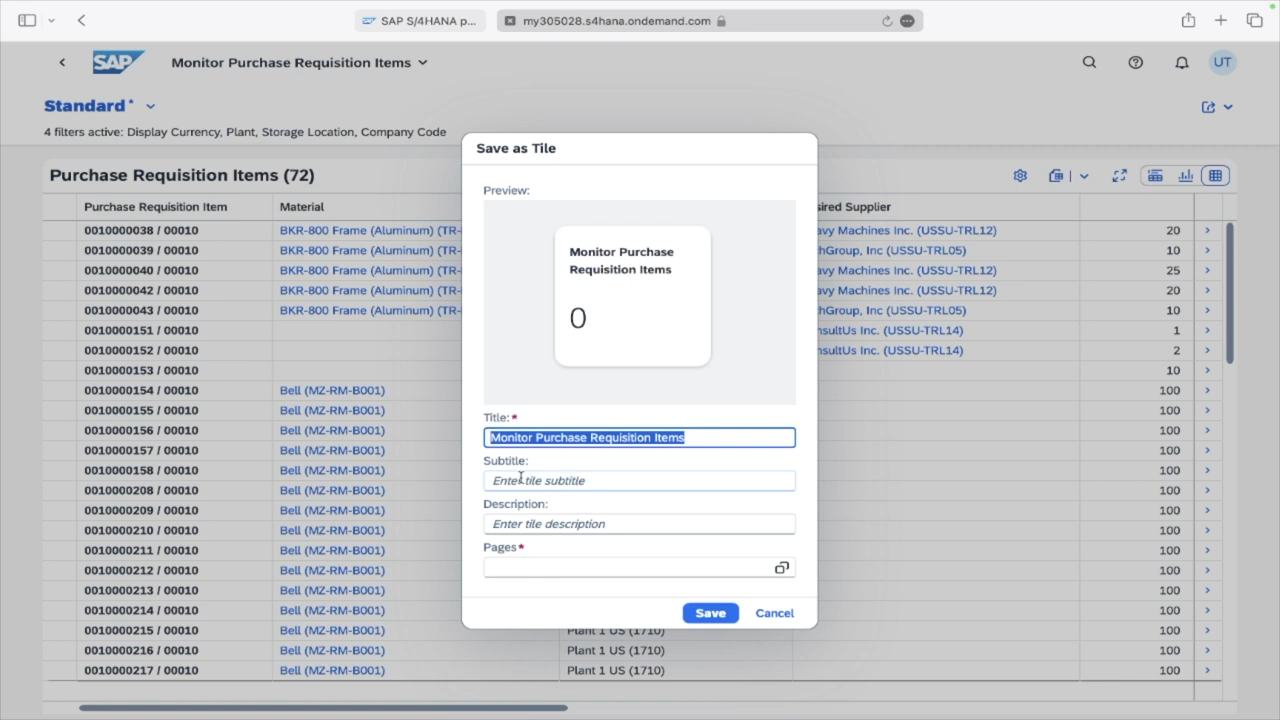 SAP S/4HANA p...
my305028.s4hana.ondemand.com
SAP
Monitor Purchase Requisition Items
UT
Standard *
4 filters active: Display Currency, Plant, Storage Location, Company Code
Purchase Requisition Items (72)
Purchase Requisition Item Material sired Supplier
0010000038 / 00010 BKR-800 Frame (Aluminum) (TR- avy Machines Inc. (USSU-TRL12) 20
0010000039 / 00010 BKR-800 Frame (Aluminum) (TR- hGroup, Inc (USSU-TRL05) 10
0010000040 / 00010 BKR-800 Frame (Aluminum) (TR- avy Machines Inc. (USSU-TRL12) 25
0010000042 / 00010 BKR-800 Frame (Aluminum) (TR- avy Machines Inc. (USSU-TRL12) 20
0010000043 / 00010 BKR-800 Frame (Aluminum) (TR- hGroup, Inc (USSU-TRL05) 10
0010000151 / 00010 nsultUs Inc. (USSU-TRL14) 1
0010000152 / 00010 nsultUs Inc. (USSU-TRL14) 2
0010000153 / 00010 10
0010000154 / 00010 Bell (MZ-RM-B001) 100
0010000155 / 00010 Bell (MZ-RM-B001) 100
0010000156 / 00010 Bell (MZ-RM-B001) 100
0010000157 / 00010 Bell (MZ-RM-B001) 100
0010000158 / 00010 Bell (MZ-RM-B001) 100
0010000208 / 00010 Bell (MZ-RM-B001) 100
0010000209 / 00010 Bell (MZ-RM-B001) 100
0010000210 / 00010 Bell (MZ-RM-B001) 100
0010000211 / 00010 Bell (MZ-RM-B001) 100
0010000212 / 00010 Bell (MZ-RM-B001) 100
0010000213 / 00010 Bell (MZ-RM-B001) 100
0010000214 / 00010 Bell (MZ-RM-B001) 100
0010000215 / 00010 Bell (MZ-RM-B001) Plant 1 US (1710) 100
0010000216 / 00010 Bell (MZ-RM-B001) Plant 1 US (1710) 100
0010000217 / 00010 Bell (MZ-RM-B001) Plant 1 US (1710) 100
Save as Tile
Preview:
Monitor Purchase
Requisition Items
0
Title: *
Monitor Purchase Requisition Items
Subtitle:
Enter tile subtitle
Description:
Enter tile description
Pages *
Save Cancel